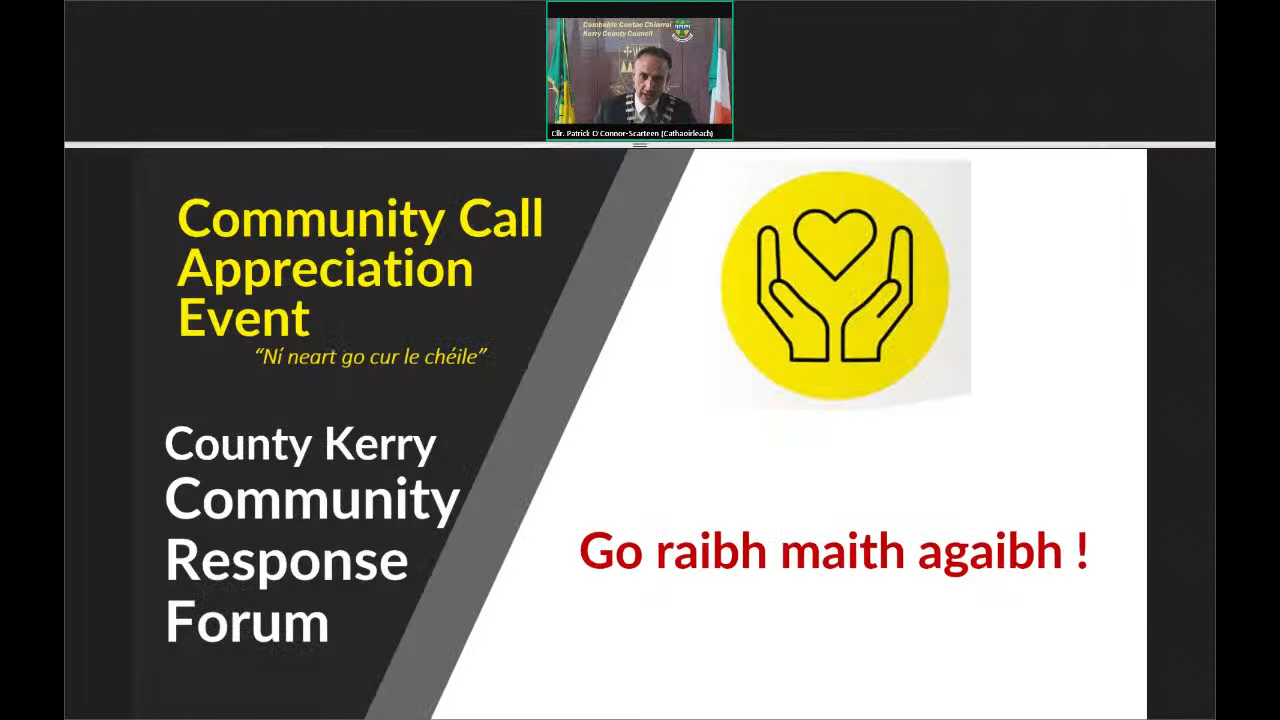 Comhairle Contae Chiarraí
Kerry County Council
Cllr. Patrick O Connor-Scarteen (Cathaoirleach)
Community Call
Appreciation
Event
“Ní neart go cur le chéile”
County Kerry
Community
Response
Forum
Go raibh maith agaibh !